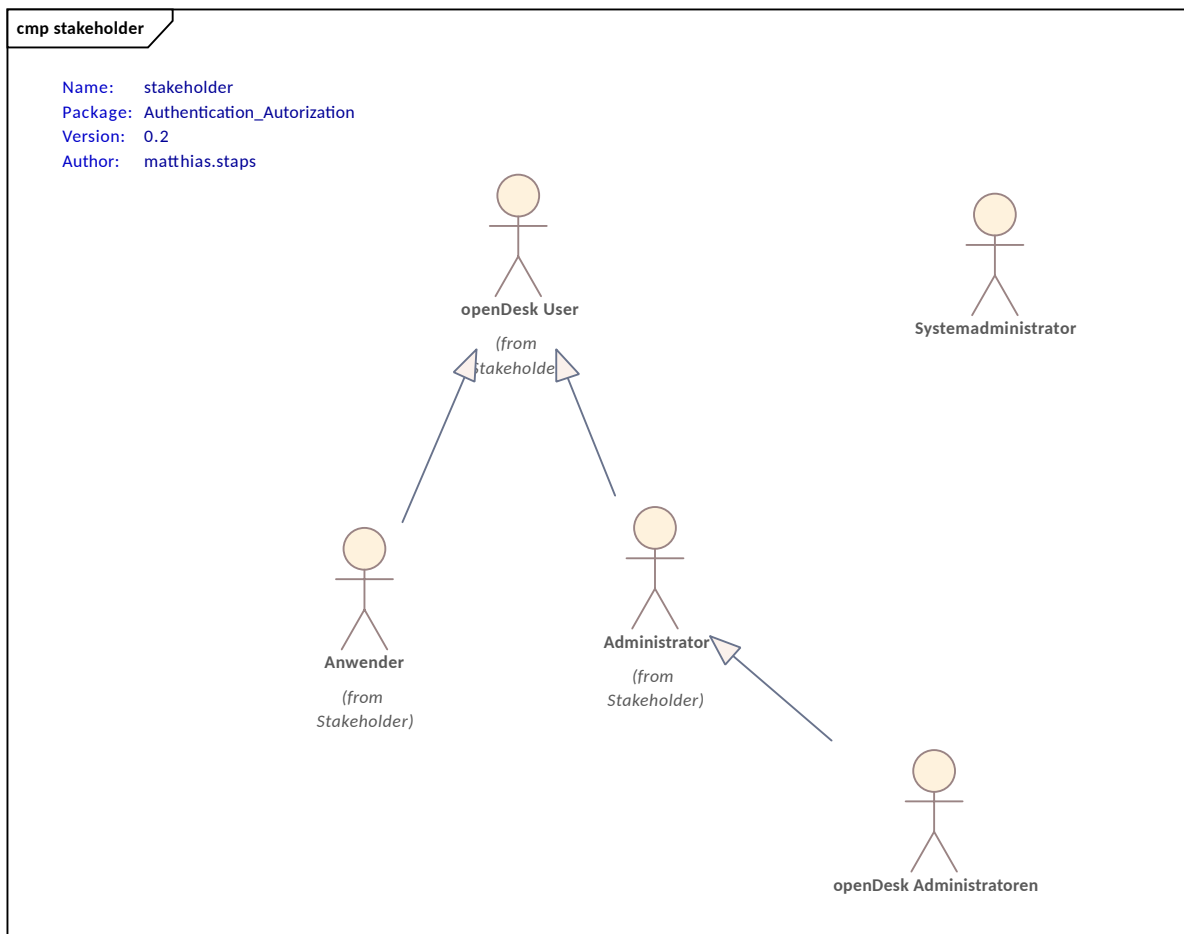 cmp stakeholder
Name: stakeholder
Package: Authentication_Autorization
Version: 0.2
Author: matthias.staps
openDesk User
(from
Stakeholde
Systemadministrator
Anwender
(from
Stakeholder)
Administrator
(from
Stakeholder)
openDesk Administratoren